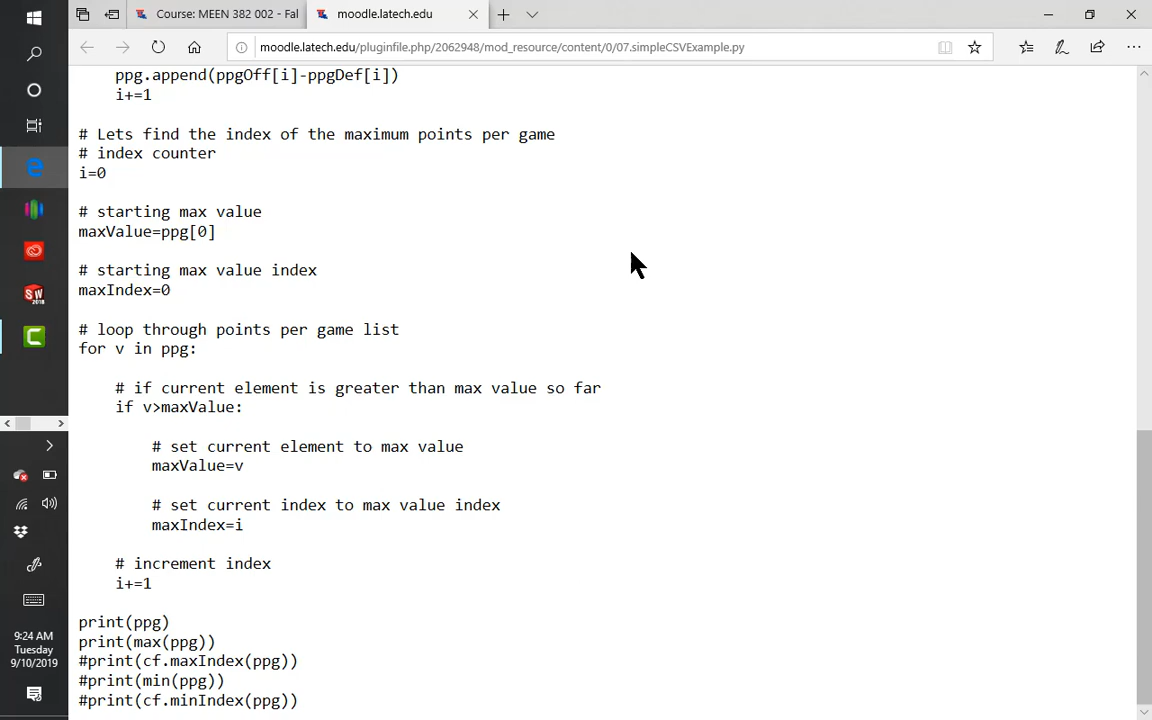 Course: MEEN 382 002 - Fal
moodle.latech.edu
moodle.latech.edu/pluginfile.php/2062948/mod_resource/content/0/07.simpleCSVExample.py
ppg.append(ppgOff[i]-ppgDef[i])
i+=1
# Lets find the index of the maximum points per game
# index counter
i=0
# starting max value
maxValue=ppg[0]
# starting max value index
maxIndex=0
# loop through points per game list
for v in ppg:
# if current element is greater than max value so far
if v>maxValue:
# set current element to max value
maxValue=v
# set current index to max value index
maxIndex=i
# increment index
i+=1
print(ppg)
print(max(ppg))
#print(cf.maxIndex(ppg))
#print(min(ppg))
#print(cf.minIndex(ppg))
SW
2018
9:24 AM
Tuesday
9/10/2019